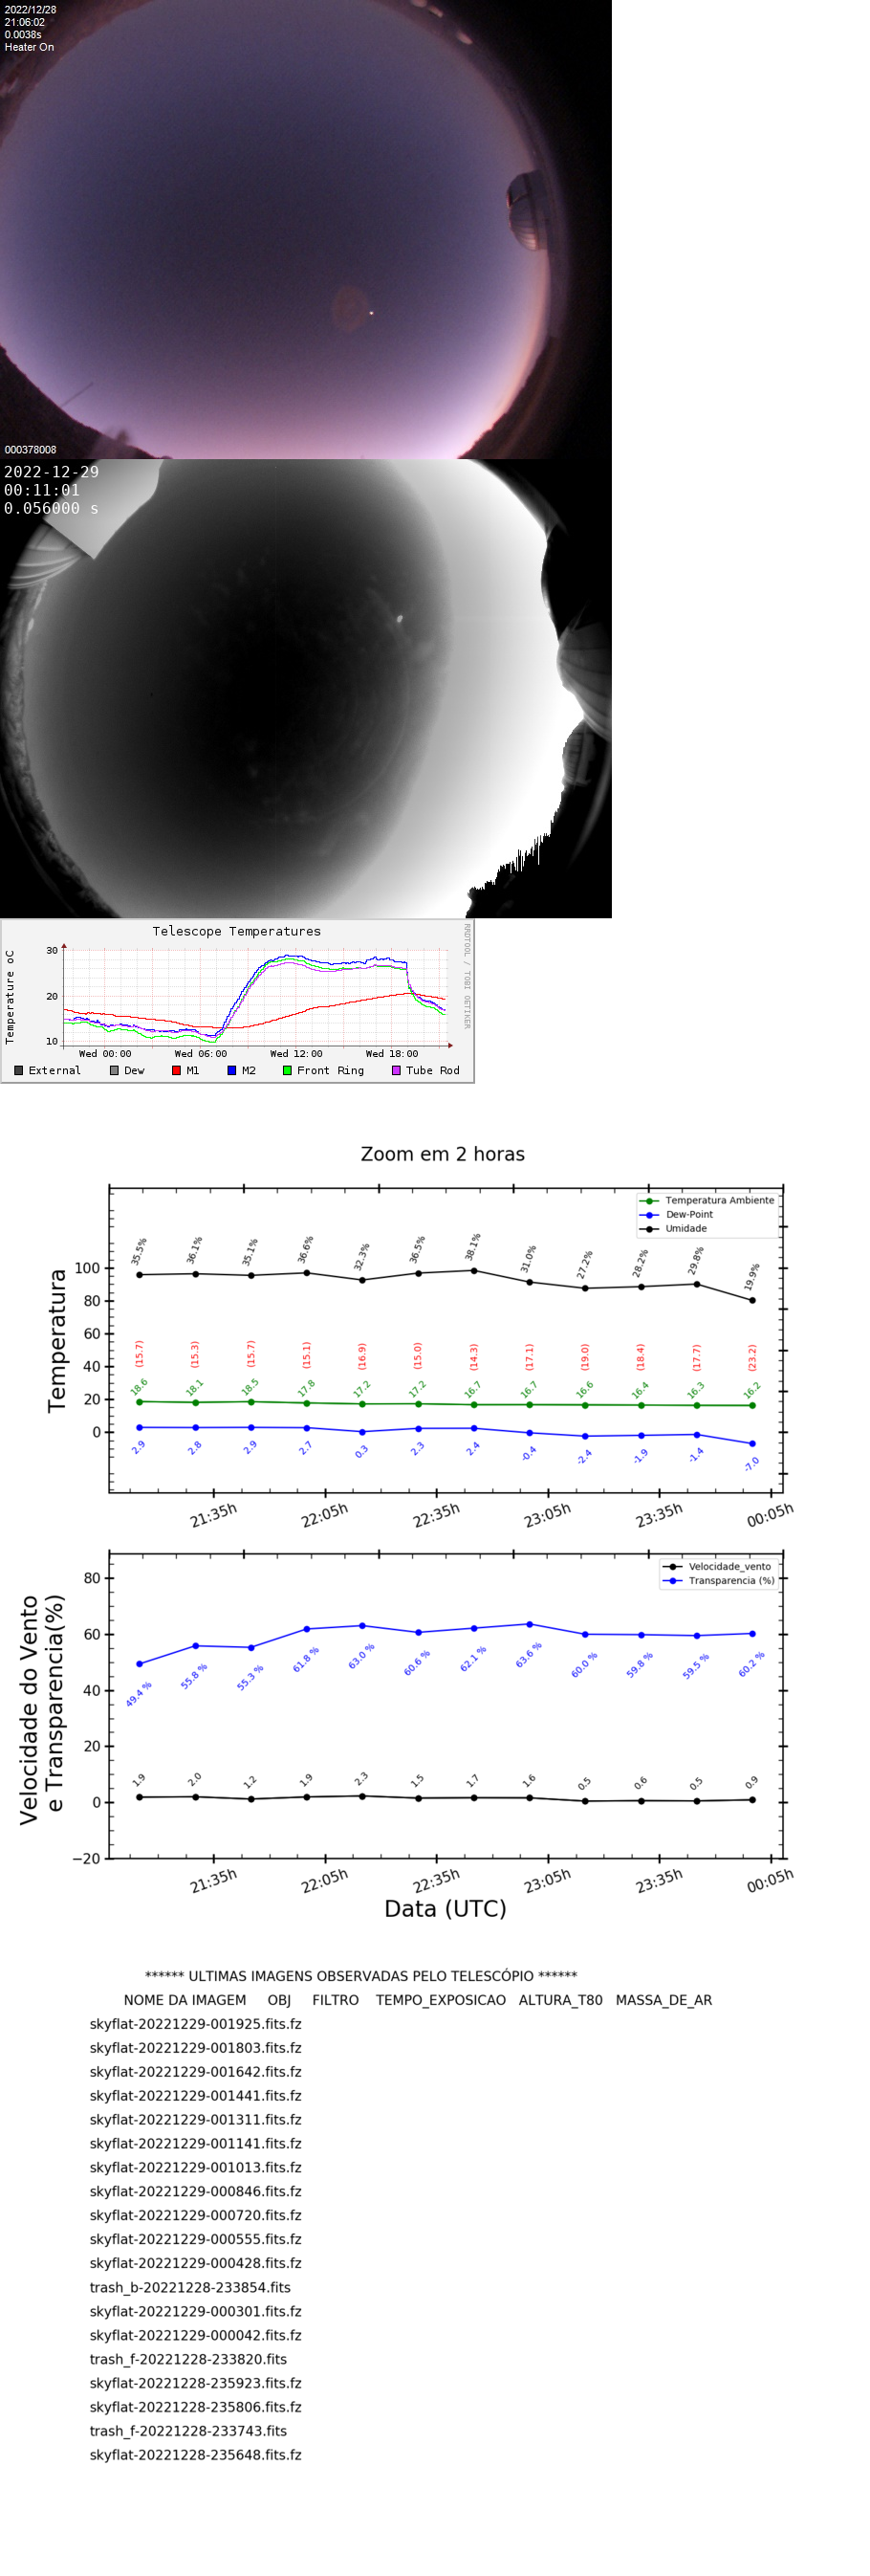 2022/12/28
21:06:02
0.0038s
Heater On
000378008
2022-12-29
00:11:01
0.056000 s
Telescope Temperatures
RRDTOOL / TOBI OETIKER
Temperature oC
30
20
10
Wed 00:00 Wed 06:00 Wed 12:00 Wed 18:00
External Dew M1 M2 Front Ring Tube Rod
Zoom em 2 horas
Temperatura Ambiente
Dew-Point
Umidade
Temperatura
100
80
60
40
20
0
35.5% 36.1% 35.1% 36.6% 32.3% 36.5% 38.1% 31.0% 27.2% 28.2% 29.8% 19.9%
(15.7) (15.3) (15.7) (15.1) (16.9) (15.0) (14.3) (17.1) (19.0) (18.4) (17.7) (23.2)
18.6 18.1 18.5 17.8 17.2 17.2 16.7 16.7 16.6 16.4 16.3 16.2
2.9 2.8 2.9 2.7 0.3 2.3 2.4 -0.4 -2.4 -1.9 -1.4 -7.0
21:35h 22:05h 22:35h 23:05h 23:35h 00:05h
Velocidade_vento
Transparencia (%)
Velocidade do Vento
e Transparencia(%)
80
60
40
20
0
−20
49.4 % 55.8 % 55.3 % 61.8 % 63.0 % 60.6 % 62.1 % 63.6 % 60.0 % 59.8 % 59.5 % 60.2 %
1.9 2.0 1.2 1.9 2.3 1.5 1.7 1.6 0.5 0.6 0.5 0.9
21:35h 22:05h 22:35h 23:05h 23:35h 00:05h
Data (UTC)
****** ULTIMAS IMAGENS OBSERVADAS PELO TELESCÓPIO ******
NOME DA IMAGEM OBJ FILTRO TEMPO_EXPOSICAO ALTURA_T80 MASSA_DE_AR
skyflat-20221229-001925.fits.fz
skyflat-20221229-001803.fits.fz
skyflat-20221229-001642.fits.fz
skyflat-20221229-001441.fits.fz
skyflat-20221229-001311.fits.fz
skyflat-20221229-001141.fits.fz
skyflat-20221229-001013.fits.fz
skyflat-20221229-000846.fits.fz
skyflat-20221229-000720.fits.fz
skyflat-20221229-000555.fits.fz
skyflat-20221229-000428.fits.fz
trash_b-20221228-233854.fits
skyflat-20221229-000301.fits.fz
skyflat-20221229-000042.fits.fz
trash_f-20221228-233820.fits
skyflat-20221228-235923.fits.fz
skyflat-20221228-235806.fits.fz
trash_f-20221228-233743.fits
skyflat-20221228-235648.fits.fz